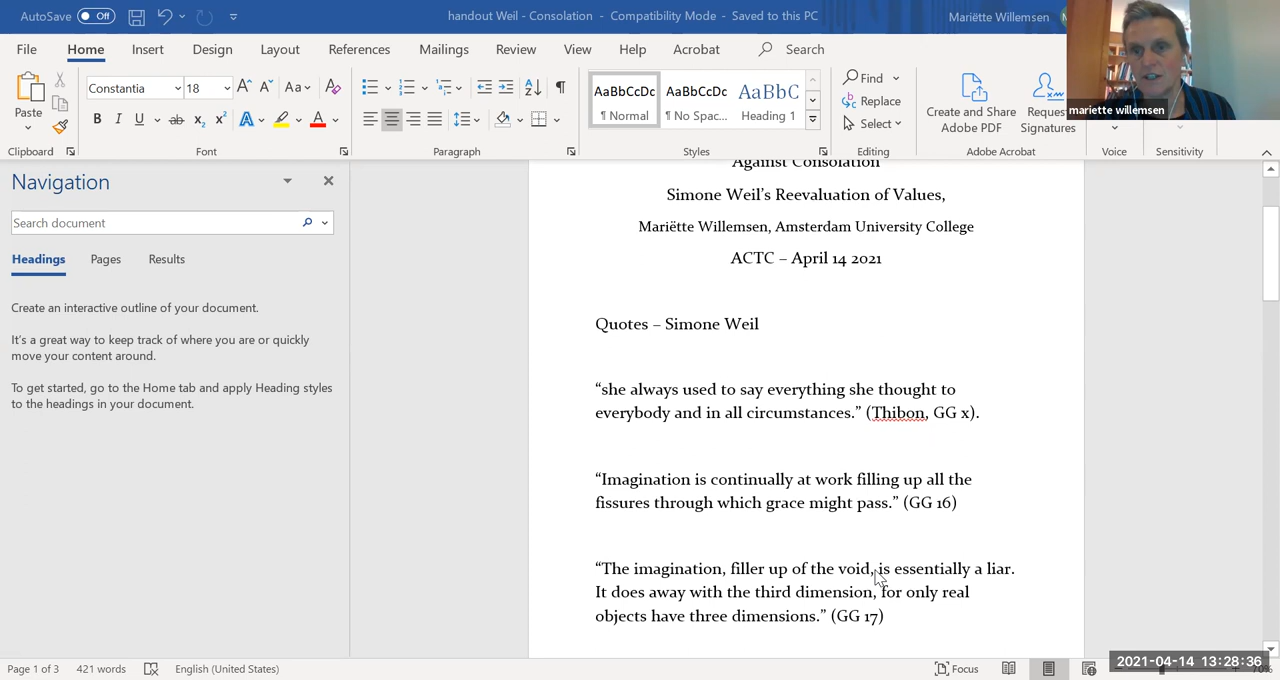 AutoSave Off
handout Weil - Consolation - Compatibility Mode - Saved to this PC
Mariëtte Willemsen
File Home Insert Design Layout References Mailings Review View Help Acrobat Search
mariette willemsen
Paste
Clipboard
Constantia 18
Font
Paragraph
AaBbCcDc AaBbCcDc AaBbC
¶ Normal ¶ No Spac... Heading 1
Styles
Find
Replace
Select
Editing
Create and Share
Adobe PDF
Request
Signatures
Adobe Acrobat
Voice
Sensitivity
Navigation
Search document
Headings Pages Results
Create an interactive outline of your document.
It's a great way to keep track of where you are or quickly
move your content around.
To get started, go to the Home tab and apply Heading styles
to the headings in your document.
Against Consolation
Simone Weil's Reevaluation of Values,
Mariëtte Willemsen, Amsterdam University College
ACTC – April 14 2021
Quotes – Simone Weil
“she always used to say everything she thought to
everybody and in all circumstances.” (Thibon, GG x).
“Imagination is continually at work filling up all the
fissures through which grace might pass.” (GG 16)
“The imagination, filler up of the void, is essentially a liar.
It does away with the third dimension, for only real
objects have three dimensions.” (GG 17)
Page 1 of 3 421 words English (United States)
Focus
2021-04-14 13:28:36
70%